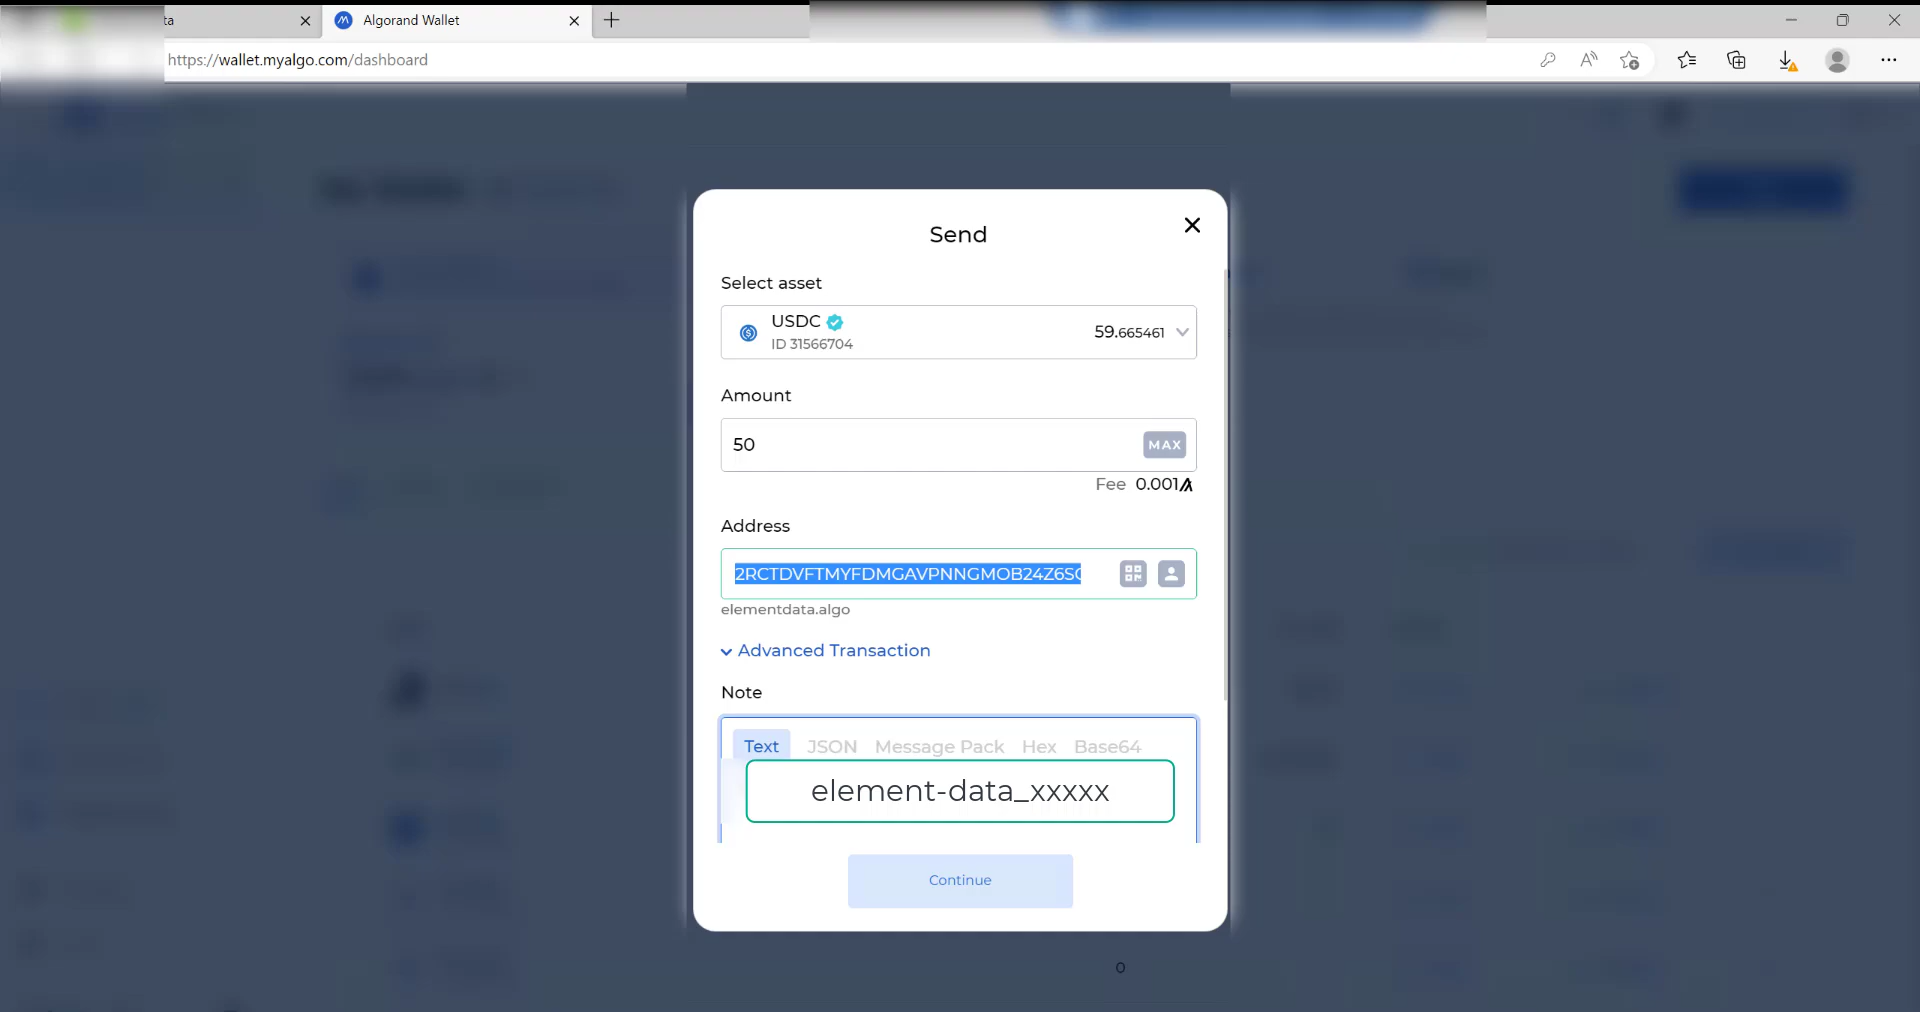 ta
Algorand Wallet
https://wallet.myalgo.com/dashboard
Send
Select asset
USDC
ID 31566704
59.665461
Amount
50
MAX
Fee 0.001
Address
2RCTDVFTMYFDMGAVPNNGMOB24Z6S
elementdata.algo
Advanced Transaction
Note
Text JSON Message Pack Hex Base64
element-data_xxxxx
Continue
0